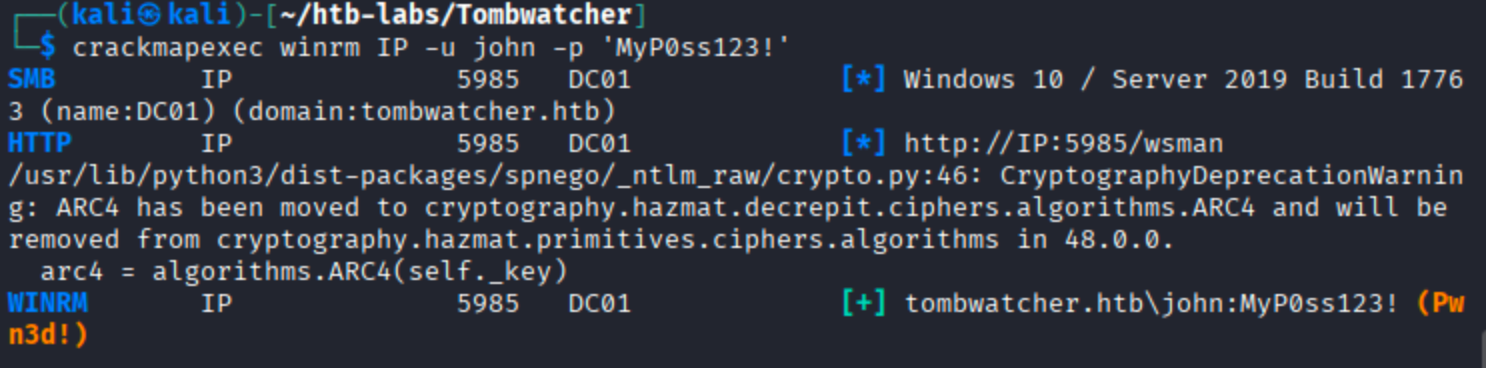 ┌──(kali㉿kali)-[~/htb-labs/Tombwatcher]
└─$ crackmapexec winrm IP -u john -p 'MyP0ss123!'
SMB         IP              5985   DC01             [*] Windows 10 / Server 2019 Build 1776
3 (name:DC01) (domain:tombwatcher.htb)
HTTP        IP              5985   DC01             [*] http://IP:5985/wsman
/usr/lib/python3/dist-packages/spnego/_ntlm_raw/crypto.py:46: CryptographyDeprecationWarnin
g: ARC4 has been moved to cryptography.hazmat.decrepit.ciphers.algorithms.ARC4 and will be
removed from cryptography.hazmat.primitives.ciphers.algorithms in 48.0.0.
  arc4 = algorithms.ARC4(self._key)
WINRM       IP              5985   DC01             [+] tombwatcher.htb\john:MyP0ss123! (Pw
n3d!)